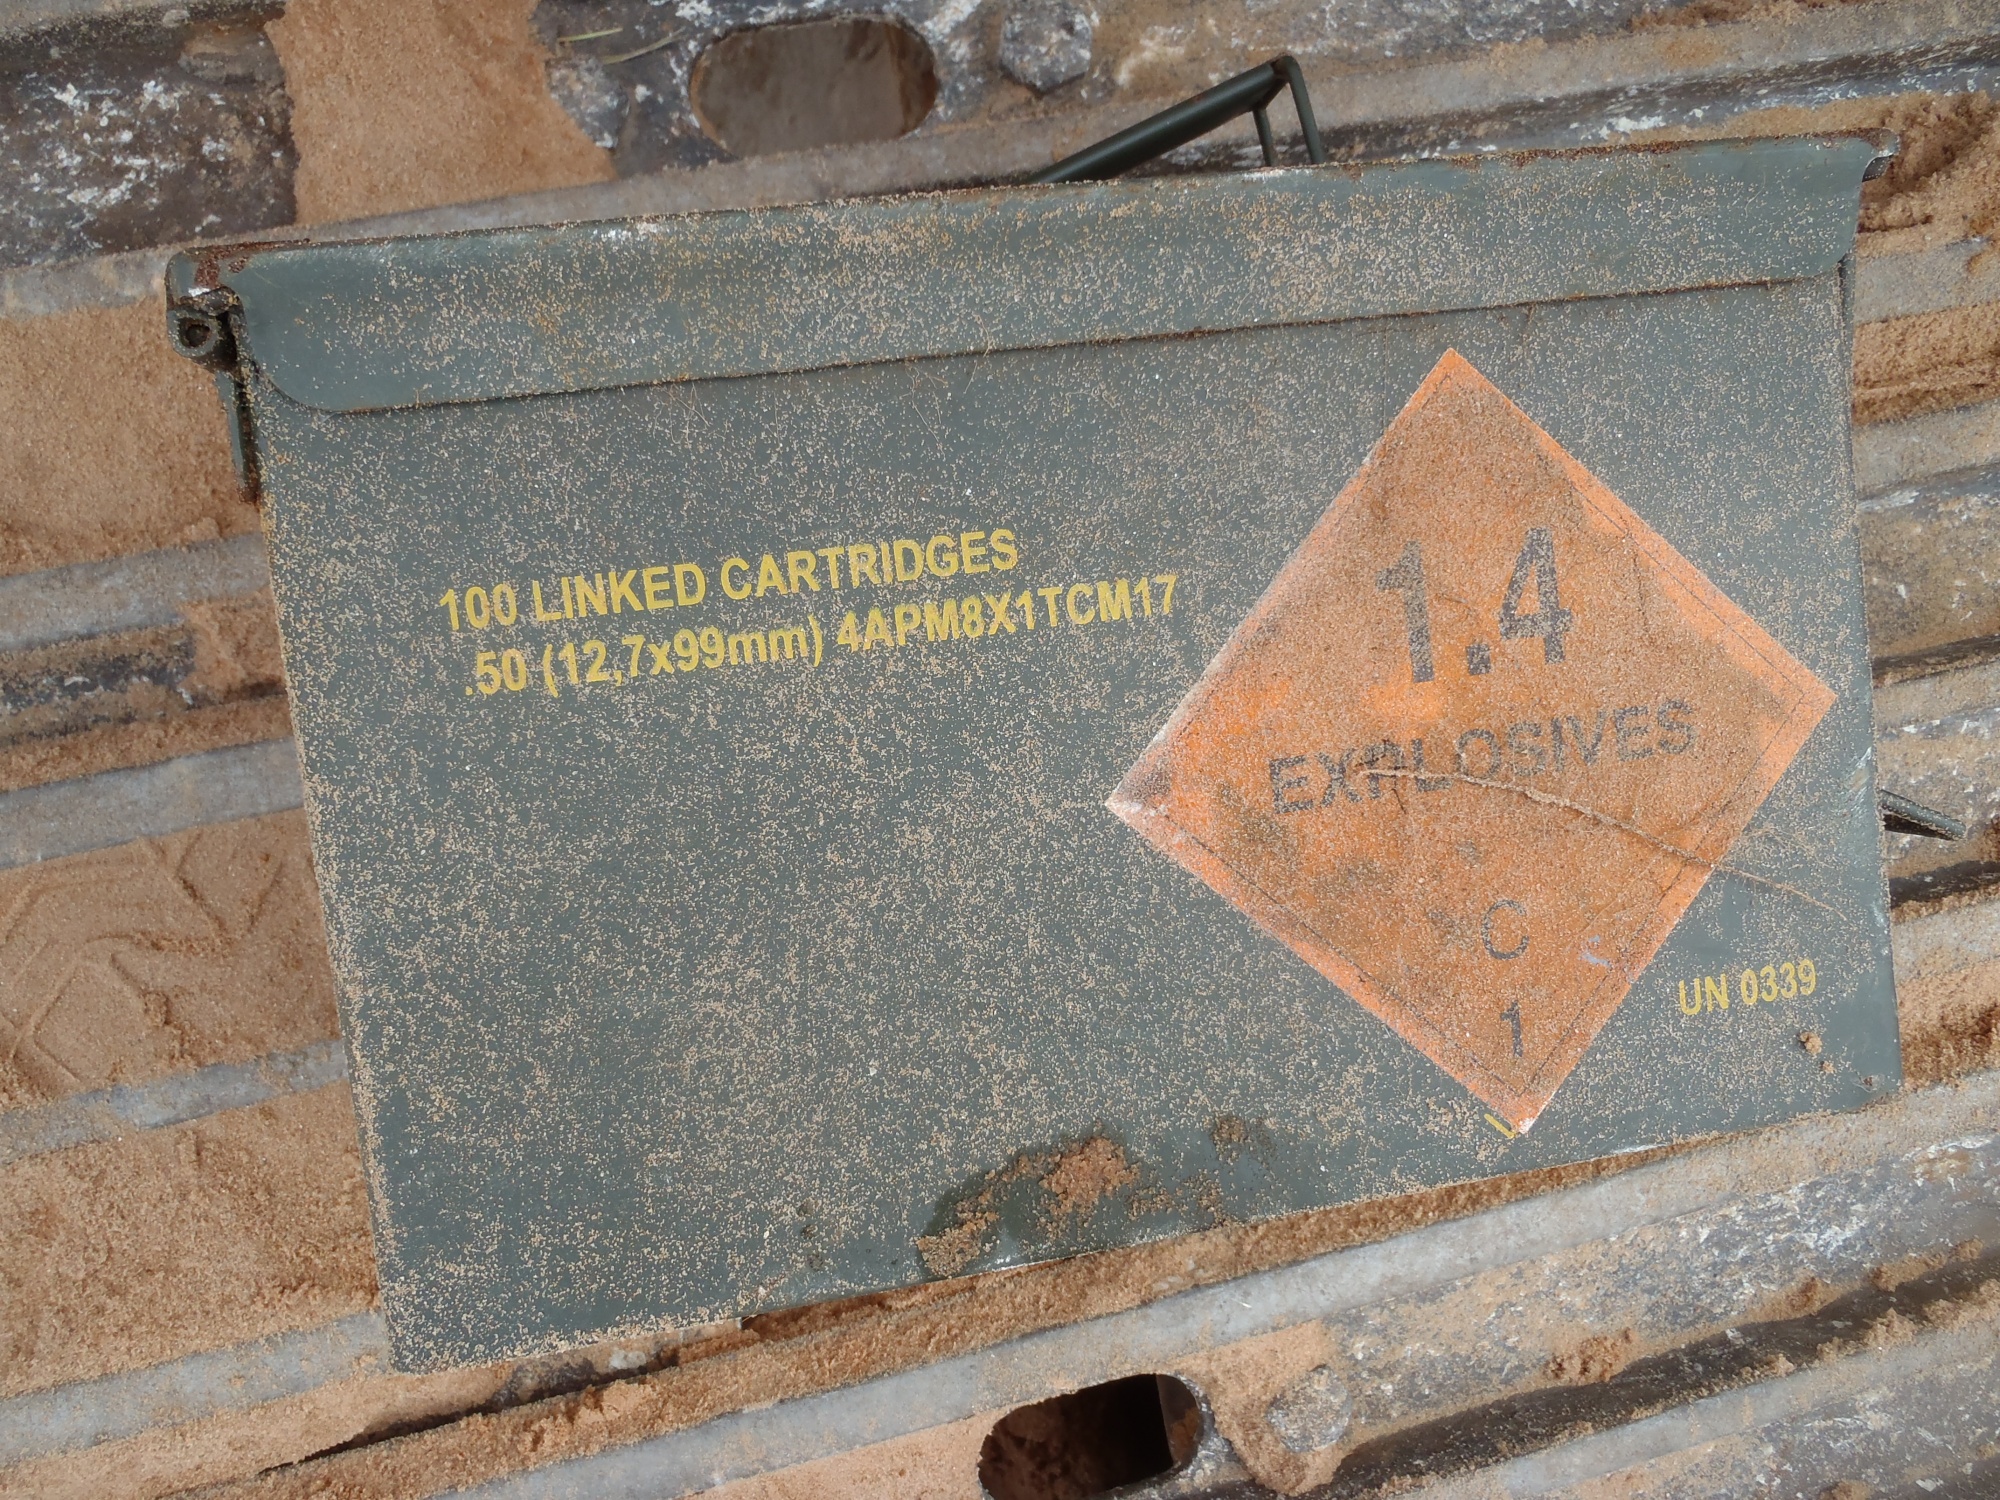 100 LINKED CARTRIDGES
.50 (12,7x99mm) 4APM8X1TCM17
1.4
EXPLOSIVES
C
1
UN 0339